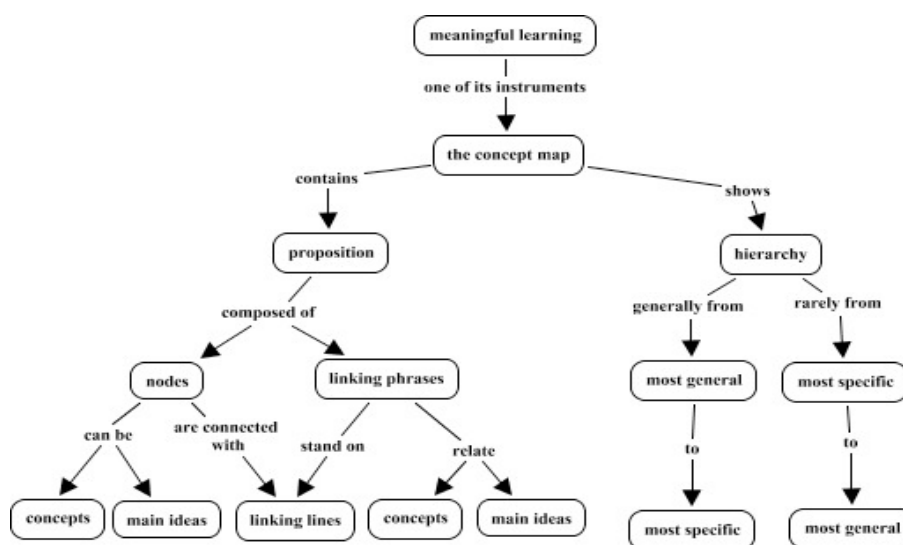 meaningful learning
one of its instruments
the concept map
contains
shows
proposition
hierarchy
composed of
generally from
rarely from
nodes
linking phrases
most general
most specific
can be
are connected
with
stand on
relate
to
to
concepts
main ideas
linking lines
concepts
main ideas
most specific
most general